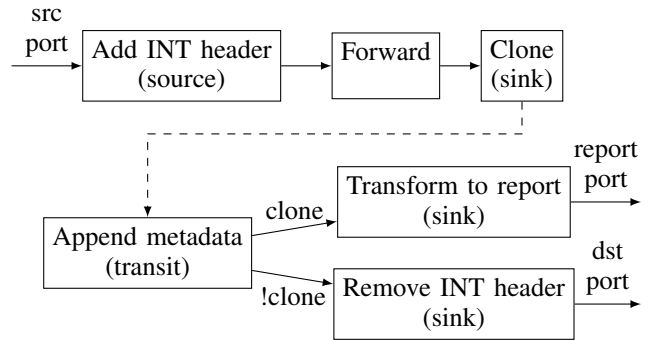 src
port
Add INT header
(source)
Forward
Clone
(sink)
Append metadata
(transit)
clone
!clone
Transform to report
(sink)
report
port
Remove INT header
(sink)
dst
port